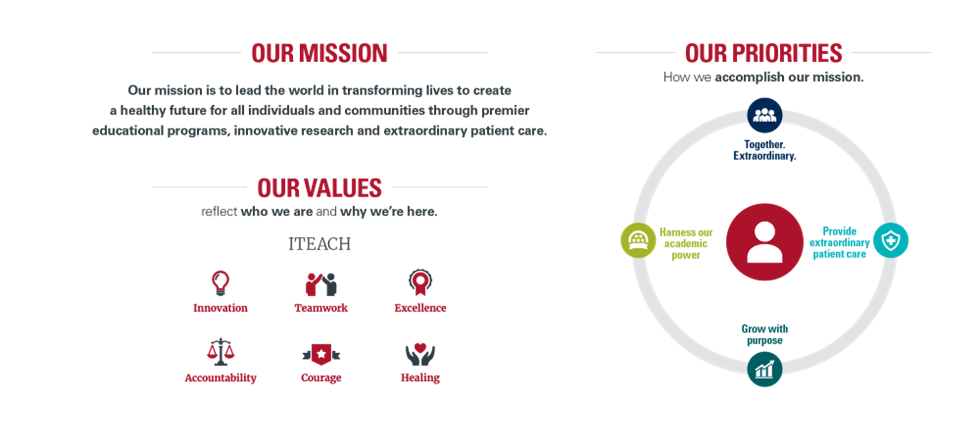 OUR MISSION
Our mission is to lead the world in transforming lives to create
a healthy future for all individuals and communities through premier
educational programs, innovative research and extraordinary patient care.
OUR VALUES
reflect who we are and why we're here.
ITEACH
Innovation
Teamwork
Excellence
Accountability
Courage
Healing
OUR PRIORITIES
How we accomplish our mission.
Together.
Extraordinary.
Harness our
academic
power
Provide
extraordinary
patient care
Grow with
purpose